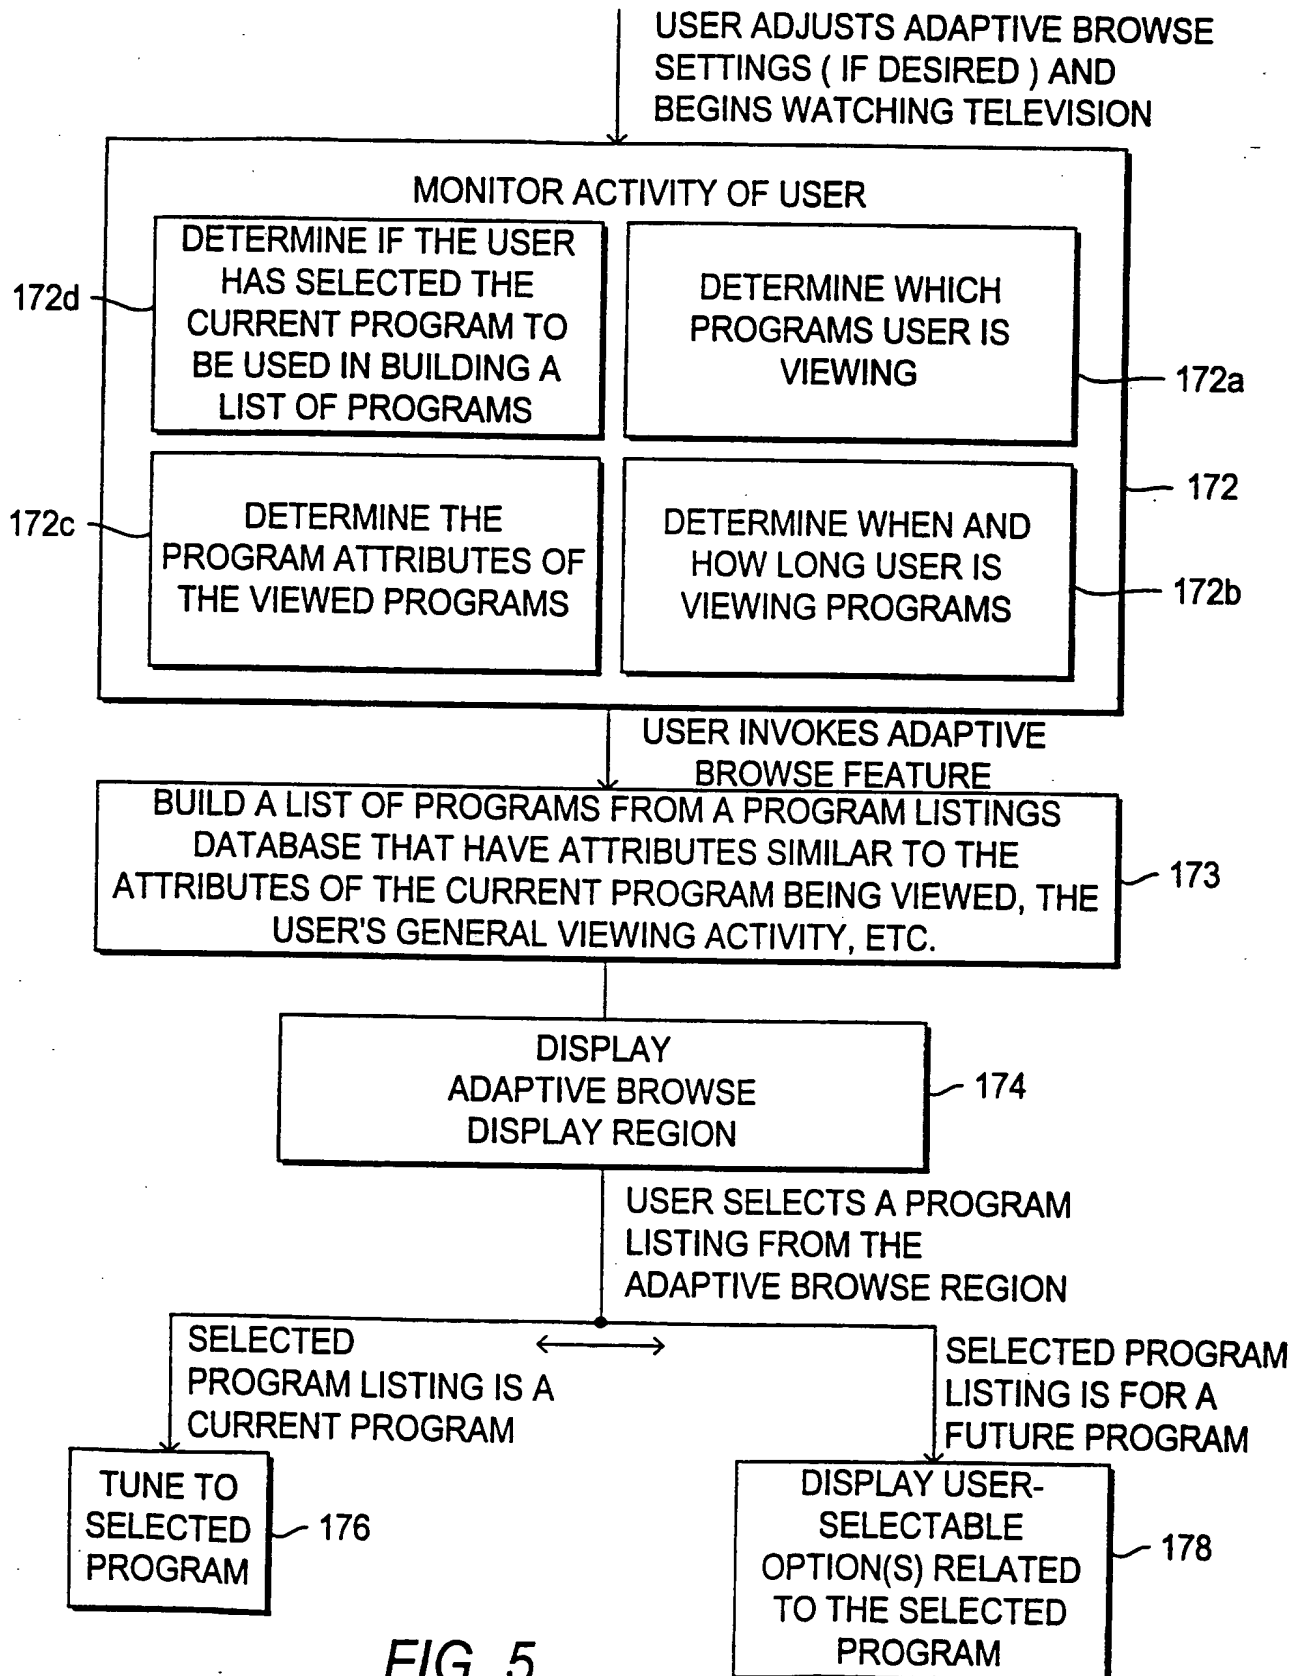 USER ADJUSTS ADAPTIVE BROWSE
SETTINGS ( IF DESIRED ) AND
BEGINS WATCHING TELEVISION
MONITOR ACTIVITY OF USER
DETERMINE IF THE USER
HAS SELECTED THE
CURRENT PROGRAM TO
BE USED IN BUILDING A
LIST OF PROGRAMS
172d
DETERMINE WHICH
PROGRAMS USER IS
VIEWING
172a
172
DETERMINE THE
PROGRAM ATTRIBUTES OF
THE VIEWED PROGRAMS
172c
DETERMINE WHEN AND
HOW LONG USER IS
VIEWING PROGRAMS
172b
USER INVOKES ADAPTIVE
BROWSE FEATURE
BUILD A LIST OF PROGRAMS FROM A PROGRAM LISTINGS
DATABASE THAT HAVE ATTRIBUTES SIMILAR TO THE
ATTRIBUTES OF THE CURRENT PROGRAM BEING VIEWED, THE
USER'S GENERAL VIEWING ACTIVITY, ETC.
173
DISPLAY
ADAPTIVE BROWSE
DISPLAY REGION
174
USER SELECTS A PROGRAM
LISTING FROM THE
ADAPTIVE BROWSE REGION
SELECTED
PROGRAM LISTING IS A
CURRENT PROGRAM
SELECTED PROGRAM
LISTING IS FOR A
FUTURE PROGRAM
TUNE TO
SELECTED
PROGRAM
176
DISPLAY USER-
SELECTABLE
OPTION(S) RELATED
TO THE SELECTED
PROGRAM
178
FIG. 5